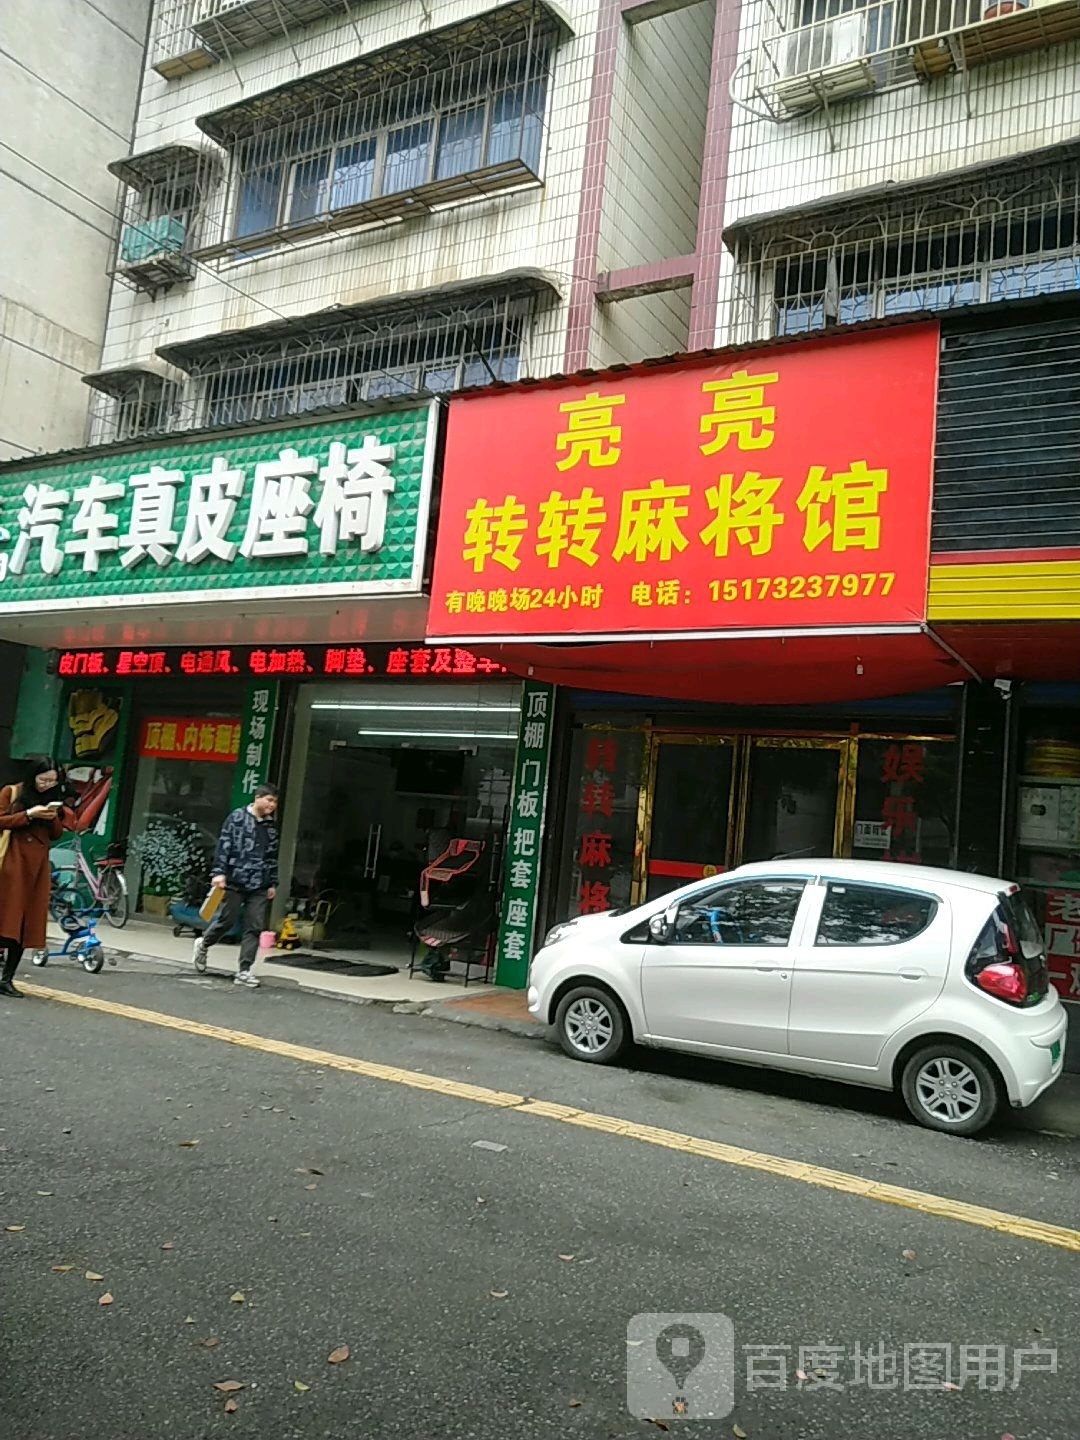 亮亮
转转麻将馆
有晚晚场24小时 电话：15173237977
汽车真皮座椅
皮门板、星空顶、电通风、电加热、脚垫、座套及整车
顶棚、内饰翻
现场制作
顶棚门板把套座套
转转麻将
娱乐
百度地图用户